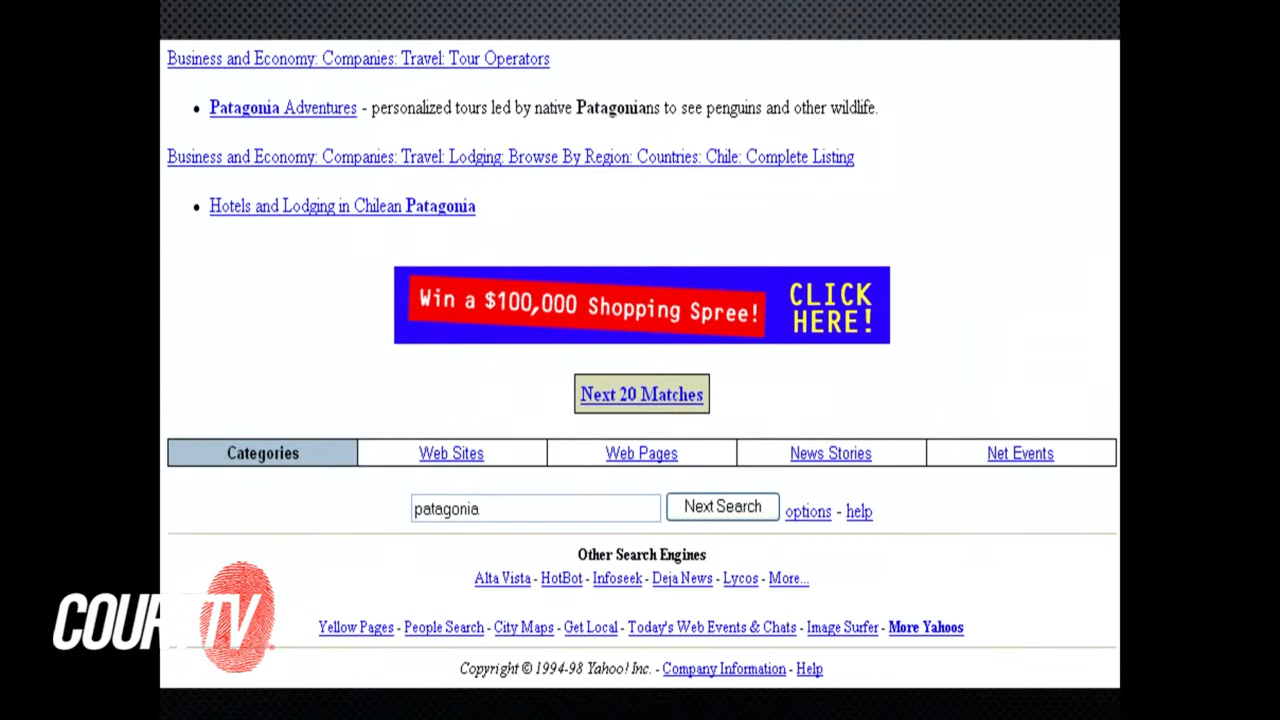 Business and Economy: Companies: Travel: Tour Operators
Patagonia Adventures - personalized tours led by native Patagonians to see penguins and other wildlife.
Business and Economy: Companies: Travel: Lodging: Browse By Region: Countries: Chile: Complete Listing
Hotels and Lodging in Chilean Patagonia
Win a $100,000 Shopping Spree!
CLICK
HERE!
Next 20 Matches
Categories Web Sites Web Pages News Stories Net Events
patagonia Next Search options - help
Other Search Engines
Alta Vista - HotBot - Infoseek - Deja News - Lycos - More...
COURT TV
Yellow Pages - People Search - City Maps - Get Local - Today's Web Events & Chats - Image Surfer - More Yahoos
Copyright © 1994-98 Yahoo! Inc. - Company Information - Help